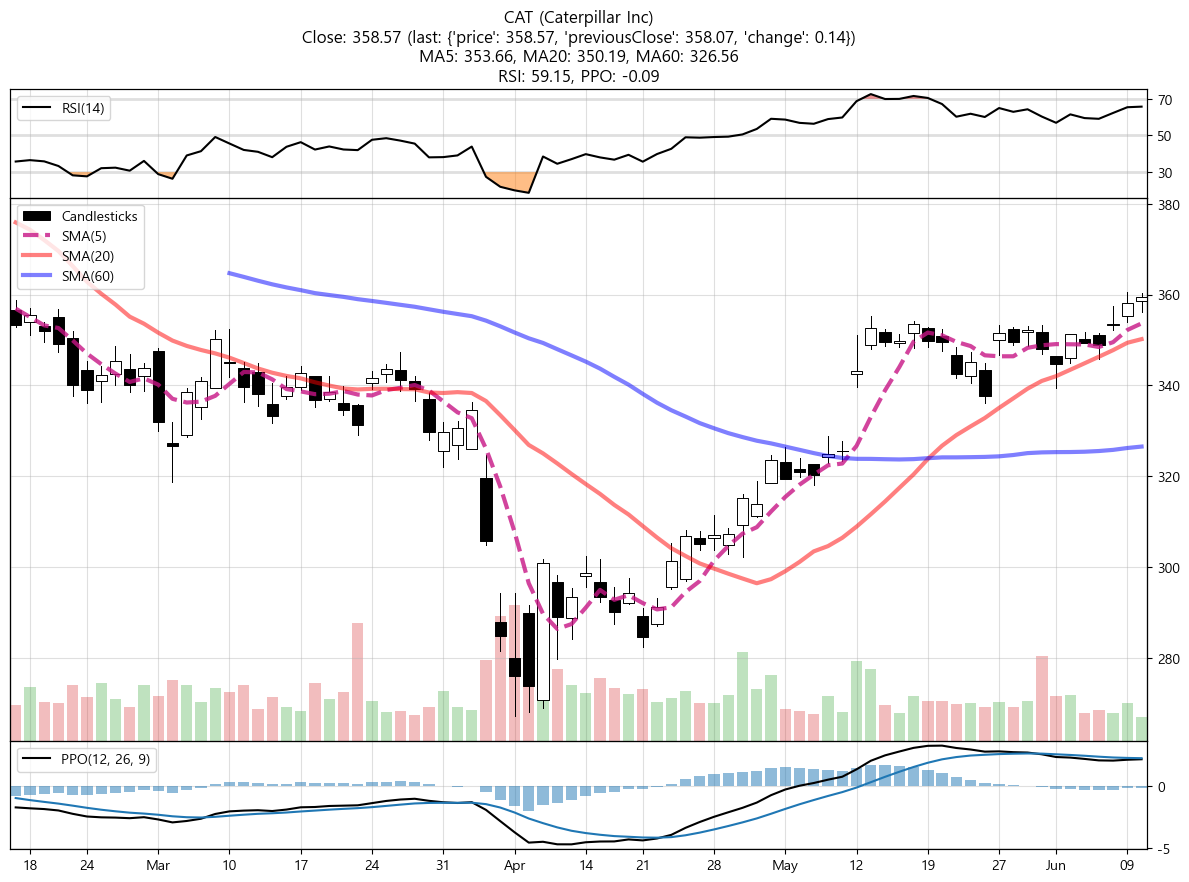 CAT (Caterpillar Inc)
Close: 358.57 (last: {'price': 358.57, 'previousClose': 358.07, 'change': 0.14})
MA5: 353.66, MA20: 350.19, MA60: 326.56
RSI: 59.15, PPO: -0.09
RSI(14)
70
50
30
Candlesticks
SMA(5)
SMA(20)
SMA(60)
380
360
340
320
300
280
PPO(12, 26, 9)
0
-5
18 24 Mar 10 17 24 31 Apr 14 21 28 May 12 19 27 Jun 09